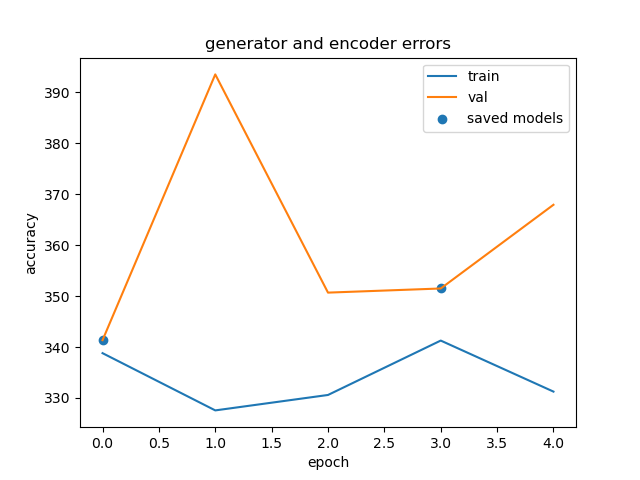 generator and encoder errors
train
val
saved models
accuracy
390
380
370
360
350
340
330
0.0 0.5 1.0 1.5 2.0 2.5 3.0 3.5 4.0
epoch